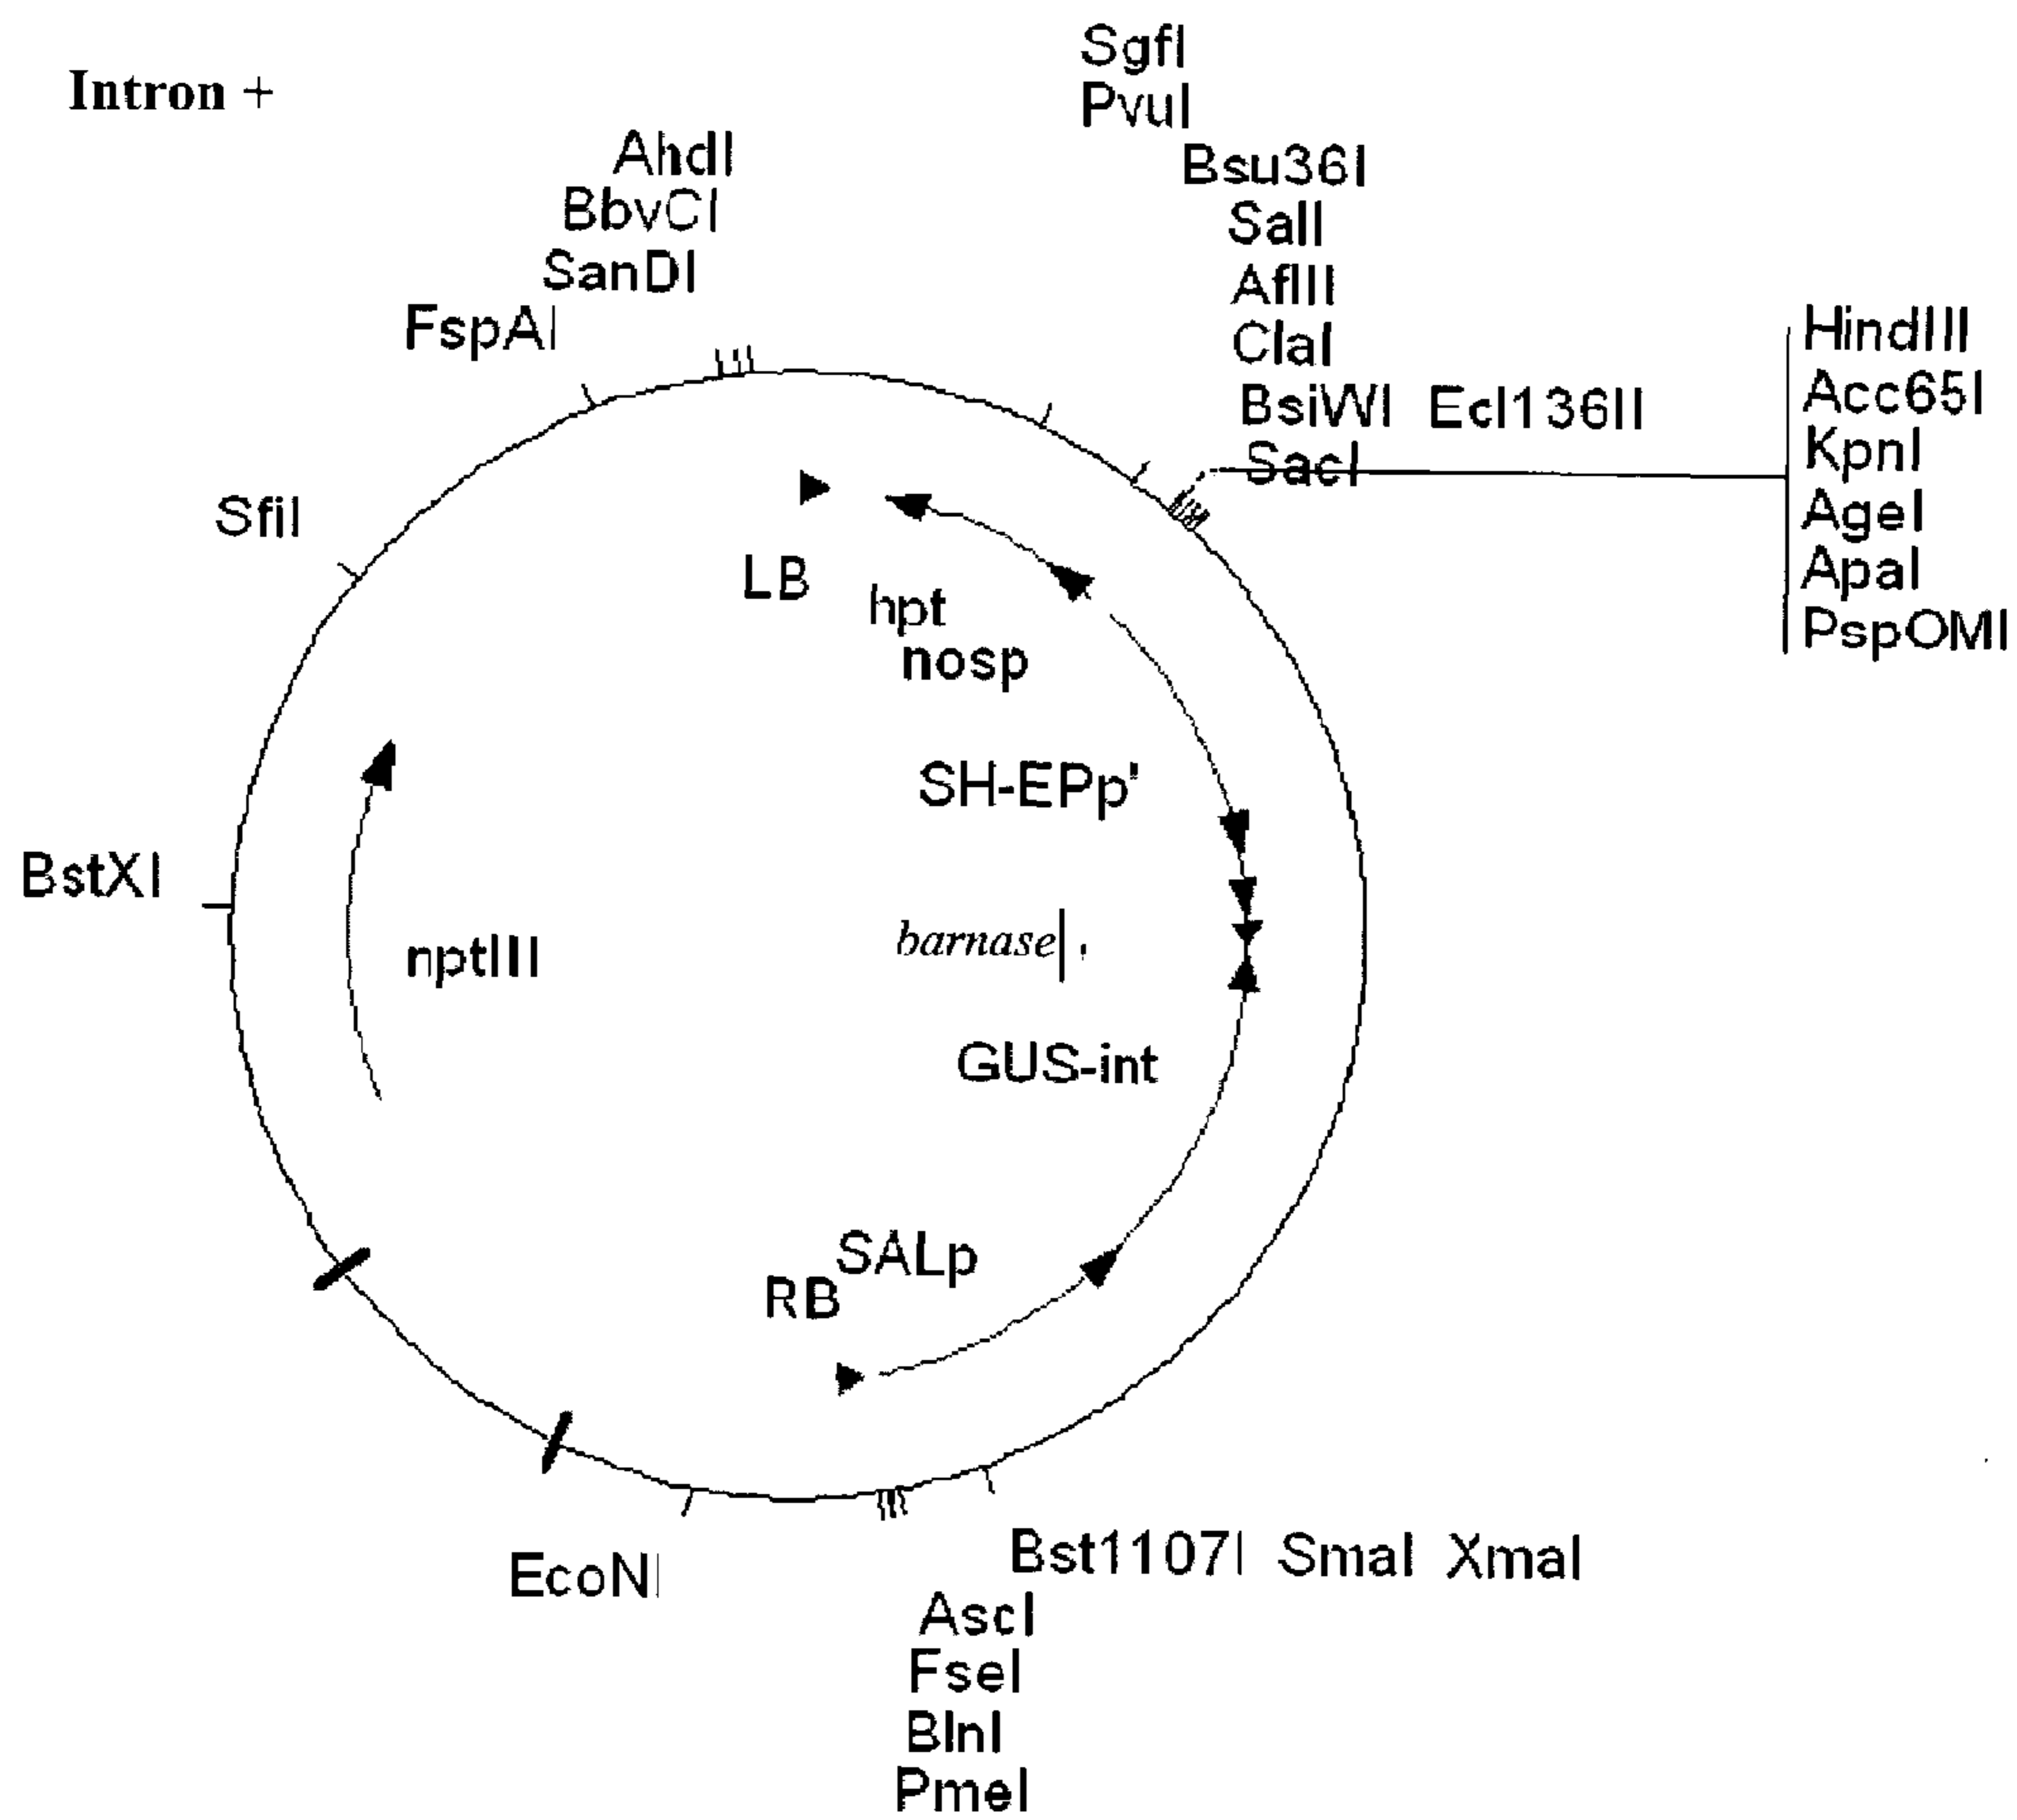 Intron +
SgfI
PvuI
AhdI
BbvCI
SanDI
FspAI
Bsu36I
SalI
AflII
ClaI
BsiWI Ecl136II
SacI
HindIII
Acc65I
KpnI
AgeI
ApaI
PspOMI
SfiI
LB
hpt
nosp
SH-EPp'
BstXI
nptIII
barnase
GUS-int
SALp
RB
EcoNI
Bst1107I SmaI XmaI
AscI
FseI
BlnI
PmeI